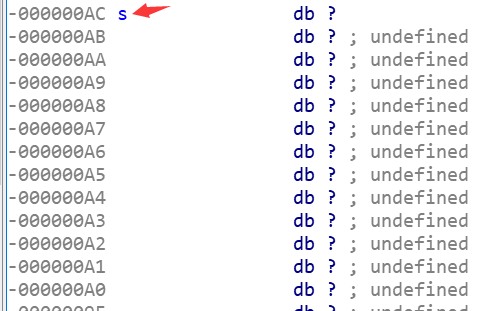 -000000AC s db ?
-000000AB db ? ; undefined
-000000AA db ? ; undefined
-000000A9 db ? ; undefined
-000000A8 db ? ; undefined
-000000A7 db ? ; undefined
-000000A6 db ? ; undefined
-000000A5 db ? ; undefined
-000000A4 db ? ; undefined
-000000A3 db ? ; undefined
-000000A2 db ? ; undefined
-000000A1 db ? ; undefined
-000000A0 db ? ; undefined